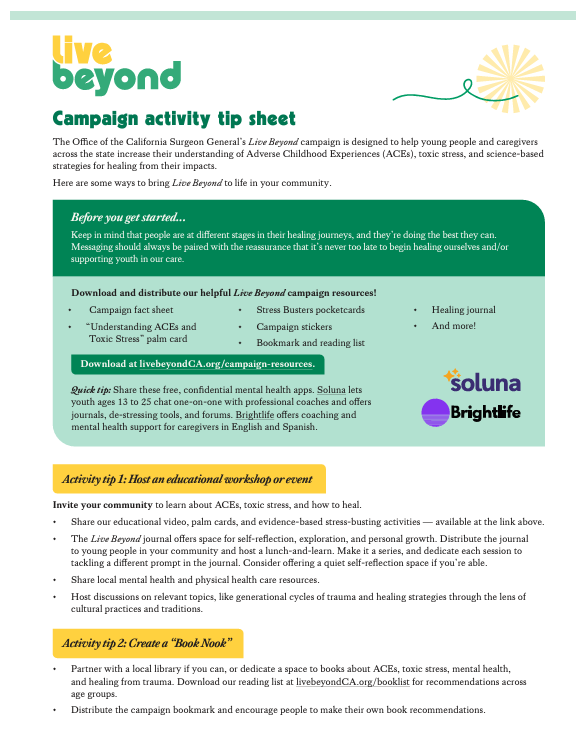 live
beyond
Campaign activity tip sheet
The Office of the California Surgeon General's Live Beyond campaign is designed to help young people and caregivers
across the state increase their understanding of Adverse Childhood Experiences (ACEs), toxic stress, and science-based
strategies for healing from their impacts.
Here are some ways to bring Live Beyond to life in your community.
Before you get started...
Keep in mind that people are at different stages in their healing journeys, and they're doing the best they can.
Messaging should always be paired with the reassurance that it's never too late to begin healing ourselves and/or
supporting youth in our care.
Download and distribute our helpful Live Beyond campaign resources!
• Campaign fact sheet
• "Understanding ACEs and
Toxic Stress" palm card
• Stress Busters pocketcards
• Campaign stickers
• Bookmark and reading list
• Healing journal
• And more!
Download at livebeyondCA.org/campaign-resources.
Quick tip: Share these free, confidential mental health apps. Soluna lets
youth ages 13 to 25 chat one-on-one with professional coaches and offers
journals, de-stressing tools, and forums. Brightlife offers coaching and
mental health support for caregivers in English and Spanish.
soluna
Brightlife
Activity tip 1: Host an educational workshop or event
Invite your community to learn about ACEs, toxic stress, and how to heal.
• Share our educational video, palm cards, and evidence-based stress-busting activities — available at the link above.
• The Live Beyond journal offers space for self-reflection, exploration, and personal growth. Distribute the journal
to young people in your community and host a lunch-and-learn. Make it a series, and dedicate each session to
tackling a different prompt in the journal. Consider offering a quiet self-reflection space if you're able.
• Share local mental health and physical health care resources.
• Host discussions on relevant topics, like generational cycles of trauma and healing strategies through the lens of
cultural practices and traditions.
Activity tip 2: Create a "Book Nook"
• Partner with a local library if you can, or dedicate a space to books about ACEs, toxic stress, mental health,
and healing from trauma. Download our reading list at livebeyondCA.org/booklist for recommendations across
age groups.
• Distribute the campaign bookmark and encourage people to make their own book recommendations.